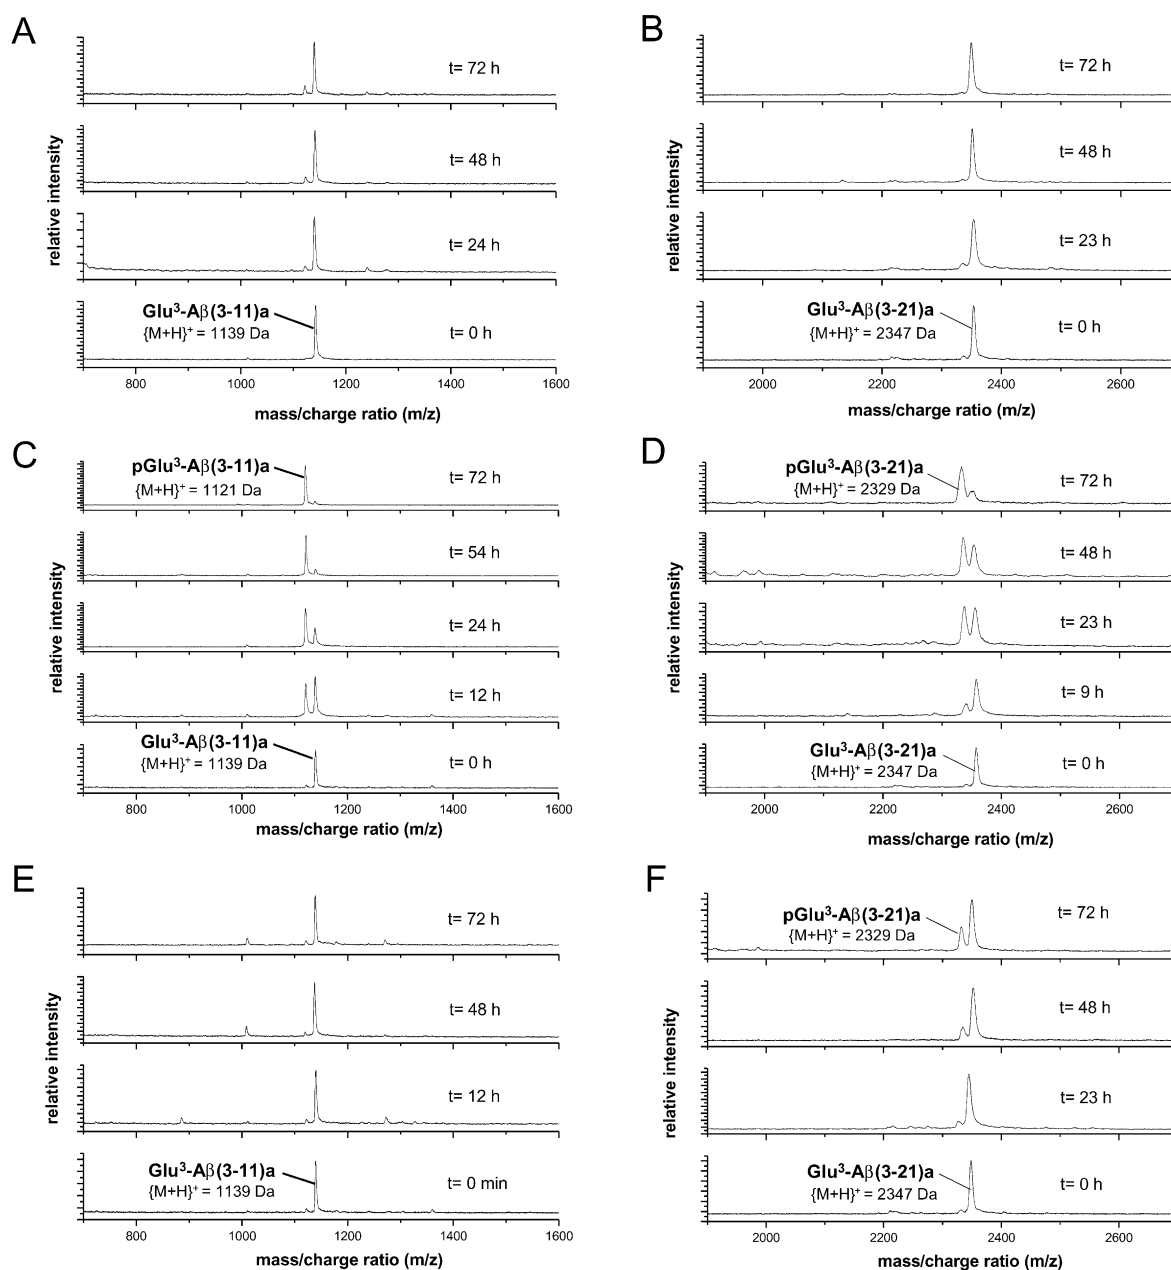 A
t= 72 h
t= 48 h
t= 24 h
Glu³-Aβ(3-11)a
{M+H}⁺ = 1139 Da
t= 0 h
relative intensity
800 1000 1200 1400 1600
mass/charge ratio (m/z)
B
t= 72 h
t= 48 h
t= 23 h
Glu³-Aβ(3-21)a
{M+H}⁺ = 2347 Da
t= 0 h
relative intensity
2000 2200 2400 2600
mass/charge ratio (m/z)
C
pGlu³-Aβ(3-11)a
{M+H}⁺ = 1121 Da
t= 72 h
t= 54 h
t= 24 h
t= 12 h
Glu³-Aβ(3-11)a
{M+H}⁺ = 1139 Da
t= 0 h
relative intensity
800 1000 1200 1400 1600
mass/charge ratio (m/z)
D
pGlu³-Aβ(3-21)a
{M+H}⁺ = 2329 Da
t= 72 h
t= 48 h
t= 23 h
t= 9 h
Glu³-Aβ(3-21)a
{M+H}⁺ = 2347 Da
t= 0 h
relative intensity
2000 2200 2400 2600
mass/charge ratio (m/z)
E
t= 72 h
t= 48 h
t= 12 h
Glu³-Aβ(3-11)a
{M+H}⁺ = 1139 Da
t= 0 min
relative intensity
800 1000 1200 1400 1600
mass/charge ratio (m/z)
F
pGlu³-Aβ(3-21)a
{M+H}⁺ = 2329 Da
t= 72 h
t= 48 h
t= 23 h
Glu³-Aβ(3-21)a
{M+H}⁺ = 2347 Da
t= 0 h
relative intensity
2000 2200 2400 2600
mass/charge ratio (m/z)